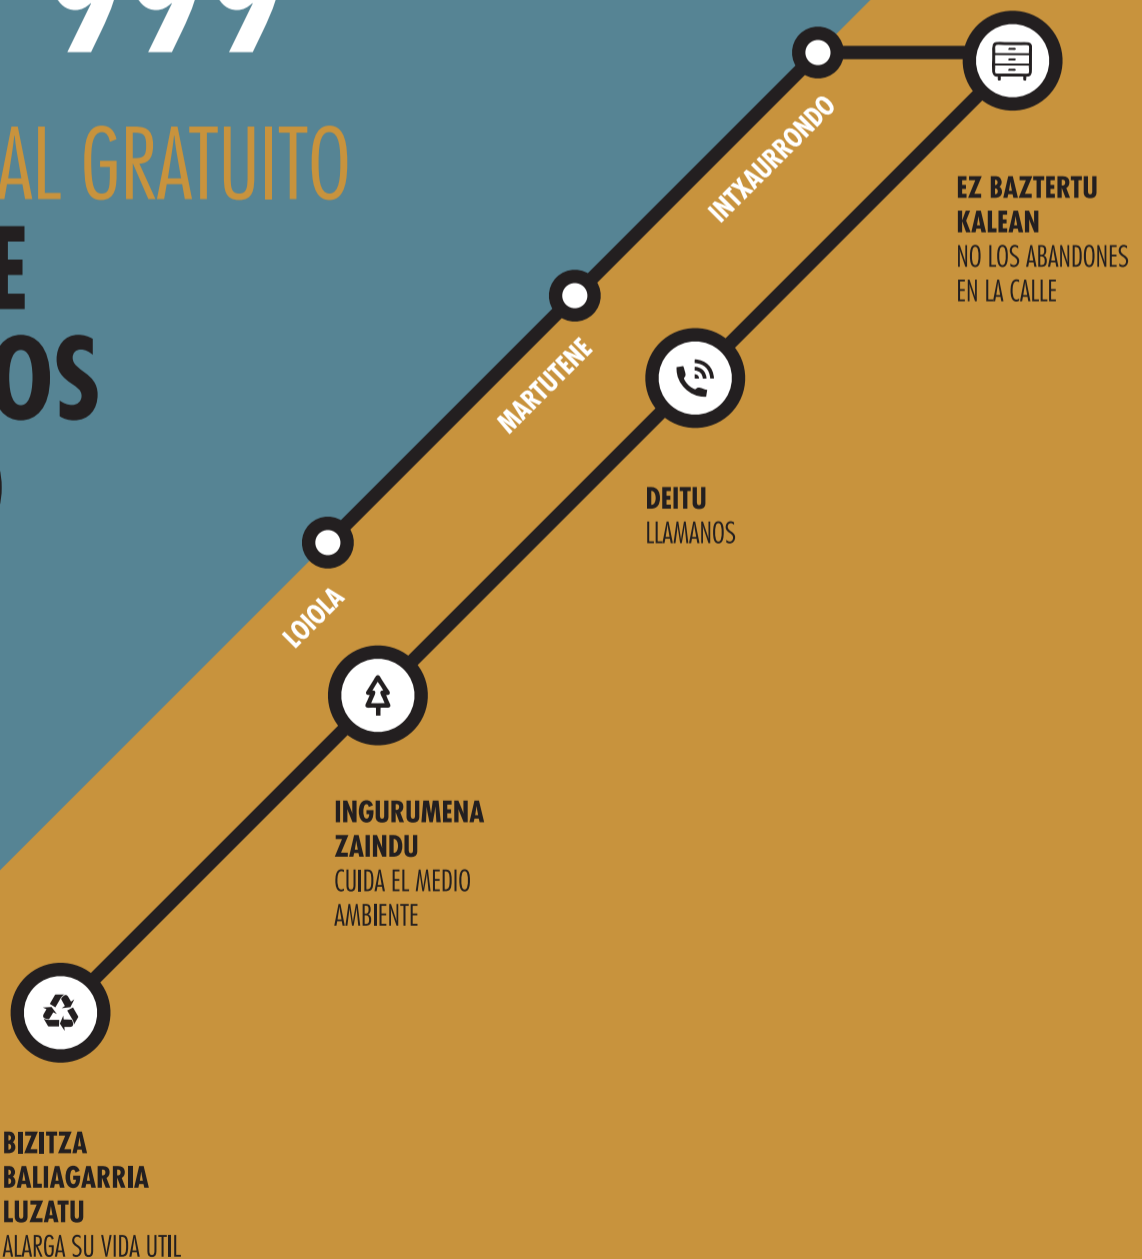 999
AL GRATUITO
E
OS
INTXAURRONDO
MARTUTENE
LOIOLA
EZ BAZTERTU
KALEAN
NO LOS ABANDONES
EN LA CALLE
DEITU
LLAMANOS
INGURUMENA
ZAINDU
CUIDA EL MEDIO
AMBIENTE
BIZITZA
BALIAGARRIA
LUZATU
ALARGA SU VIDA UTIL